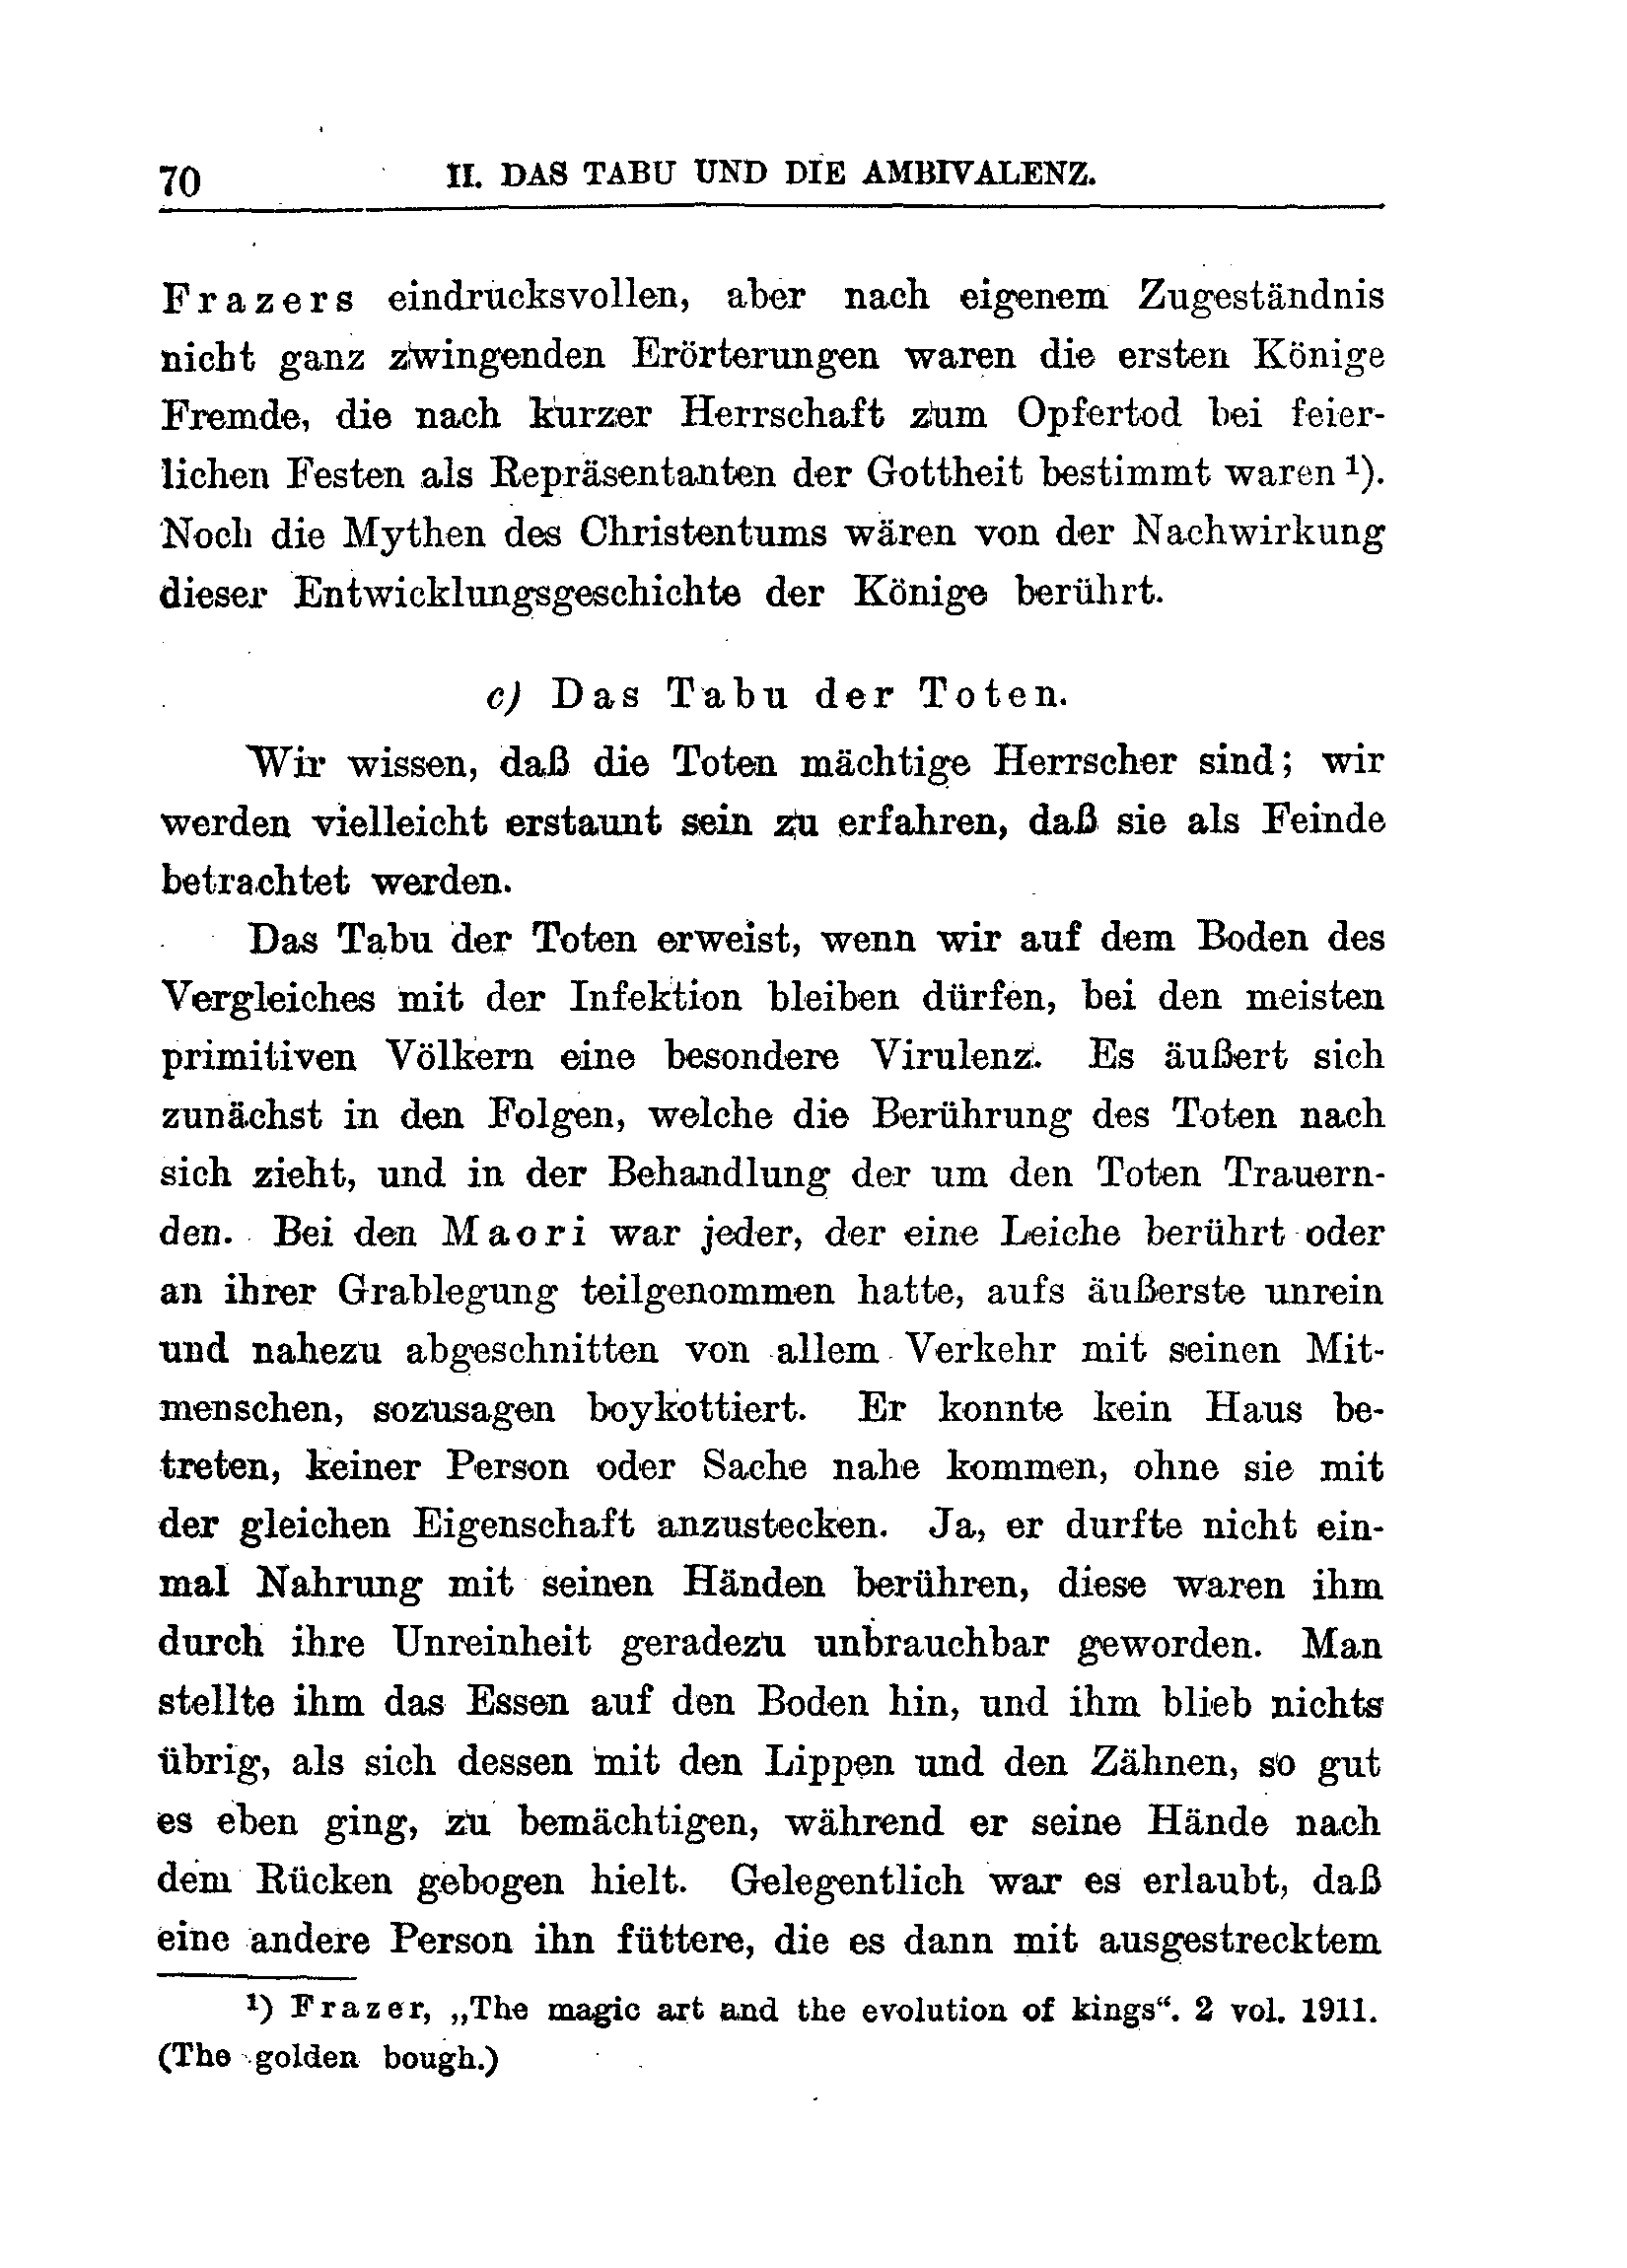 70 II. DAS TABU UND DIE AMBIVALENZ.
Frazers eindrucksvollen, aber nach eigenem Zugeständnis
nicht ganz zwingenden Erörterungen waren die ersten Könige
Fremde, die nach kurzer Herrschaft zum Opfertod bei feier-
lichen Festen als Repräsentanten der Gottheit bestimmt waren ¹).
Noch die Mythen des Christentums wären von der Nachwirkung
dieser Entwicklungsgeschichte der Könige berührt.
c) Das Tabu der Toten.
Wir wissen, daß die Toten mächtige Herrscher sind; wir
werden vielleicht erstaunt sein zu erfahren, daß sie als Feinde
betrachtet werden.
Das Tabu der Toten erweist, wenn wir auf dem Boden des
Vergleiches mit der Infektion bleiben dürfen, bei den meisten
primitiven Völkern eine besondere Virulenz. Es äußert sich
zunächst in den Folgen, welche die Berührung des Toten nach
sich zieht, und in der Behandlung der um den Toten Trauern-
den. Bei den Maori war jeder, der eine Leiche berührt oder
an ihrer Grablegung teilgenommen hatte, aufs äußerste unrein
und nahezu abgeschnitten von allem Verkehr mit seinen Mit-
menschen, sozusagen boykottiert. Er konnte kein Haus be-
treten, keiner Person oder Sache nahe kommen, ohne sie mit
der gleichen Eigenschaft anzustecken. Ja, er durfte nicht ein-
mal Nahrung mit seinen Händen berühren, diese waren ihm
durch ihre Unreinheit geradezu unbrauchbar geworden. Man
stellte ihm das Essen auf den Boden hin, und ihm blieb nichts
übrig, als sich dessen mit den Lippen und den Zähnen, so gut
es eben ging, zu bemächtigen, während er seine Hände nach
dem Rücken gebogen hielt. Gelegentlich war es erlaubt, daß
eine andere Person ihn füttere, die es dann mit ausgestrecktem
¹) Frazer, „The magic art and the evolution of kings“. 2 vol. 1911.
(The golden bough.)